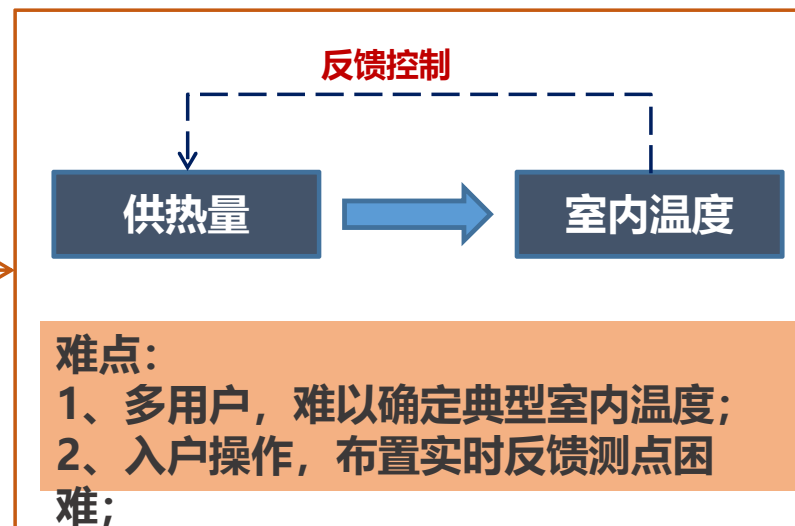 反馈控制
供热量
室内温度
难点：
1、多用户，难以确定典型室内温度；
2、入户操作，布置实时反馈测点困
难；